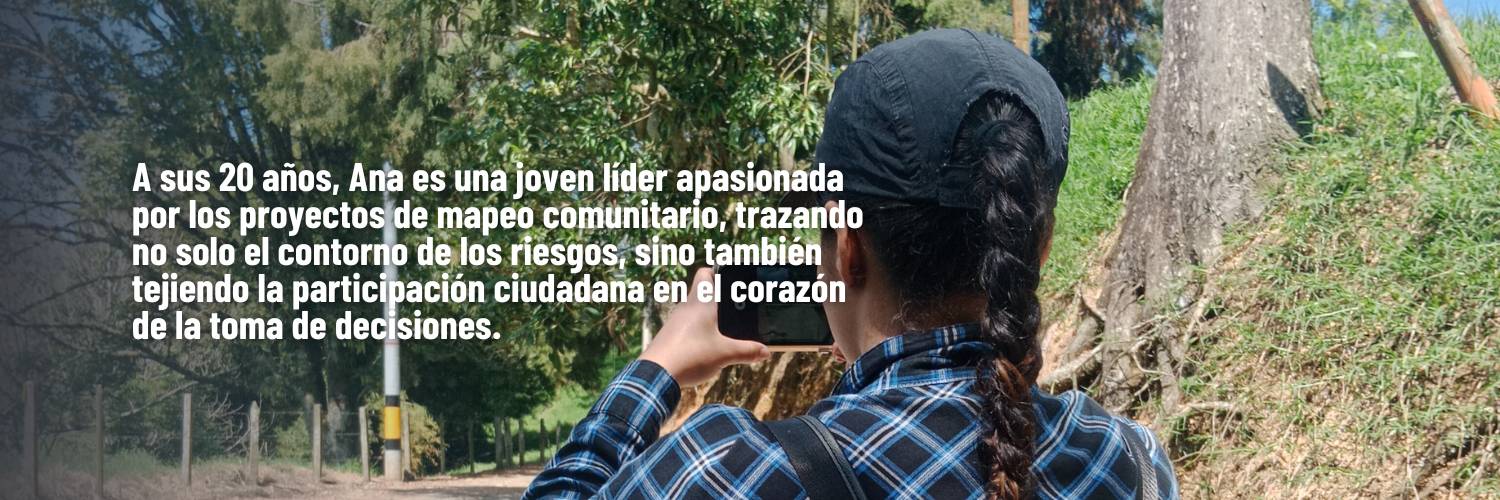 A sus 20 años, Ana es una joven líder apasionada
por los proyectos de mapeo comunitario, trazando
no solo el contorno de los riesgos, sino también
tejiendo la participación ciudadana en el corazón
de la toma de decisiones.